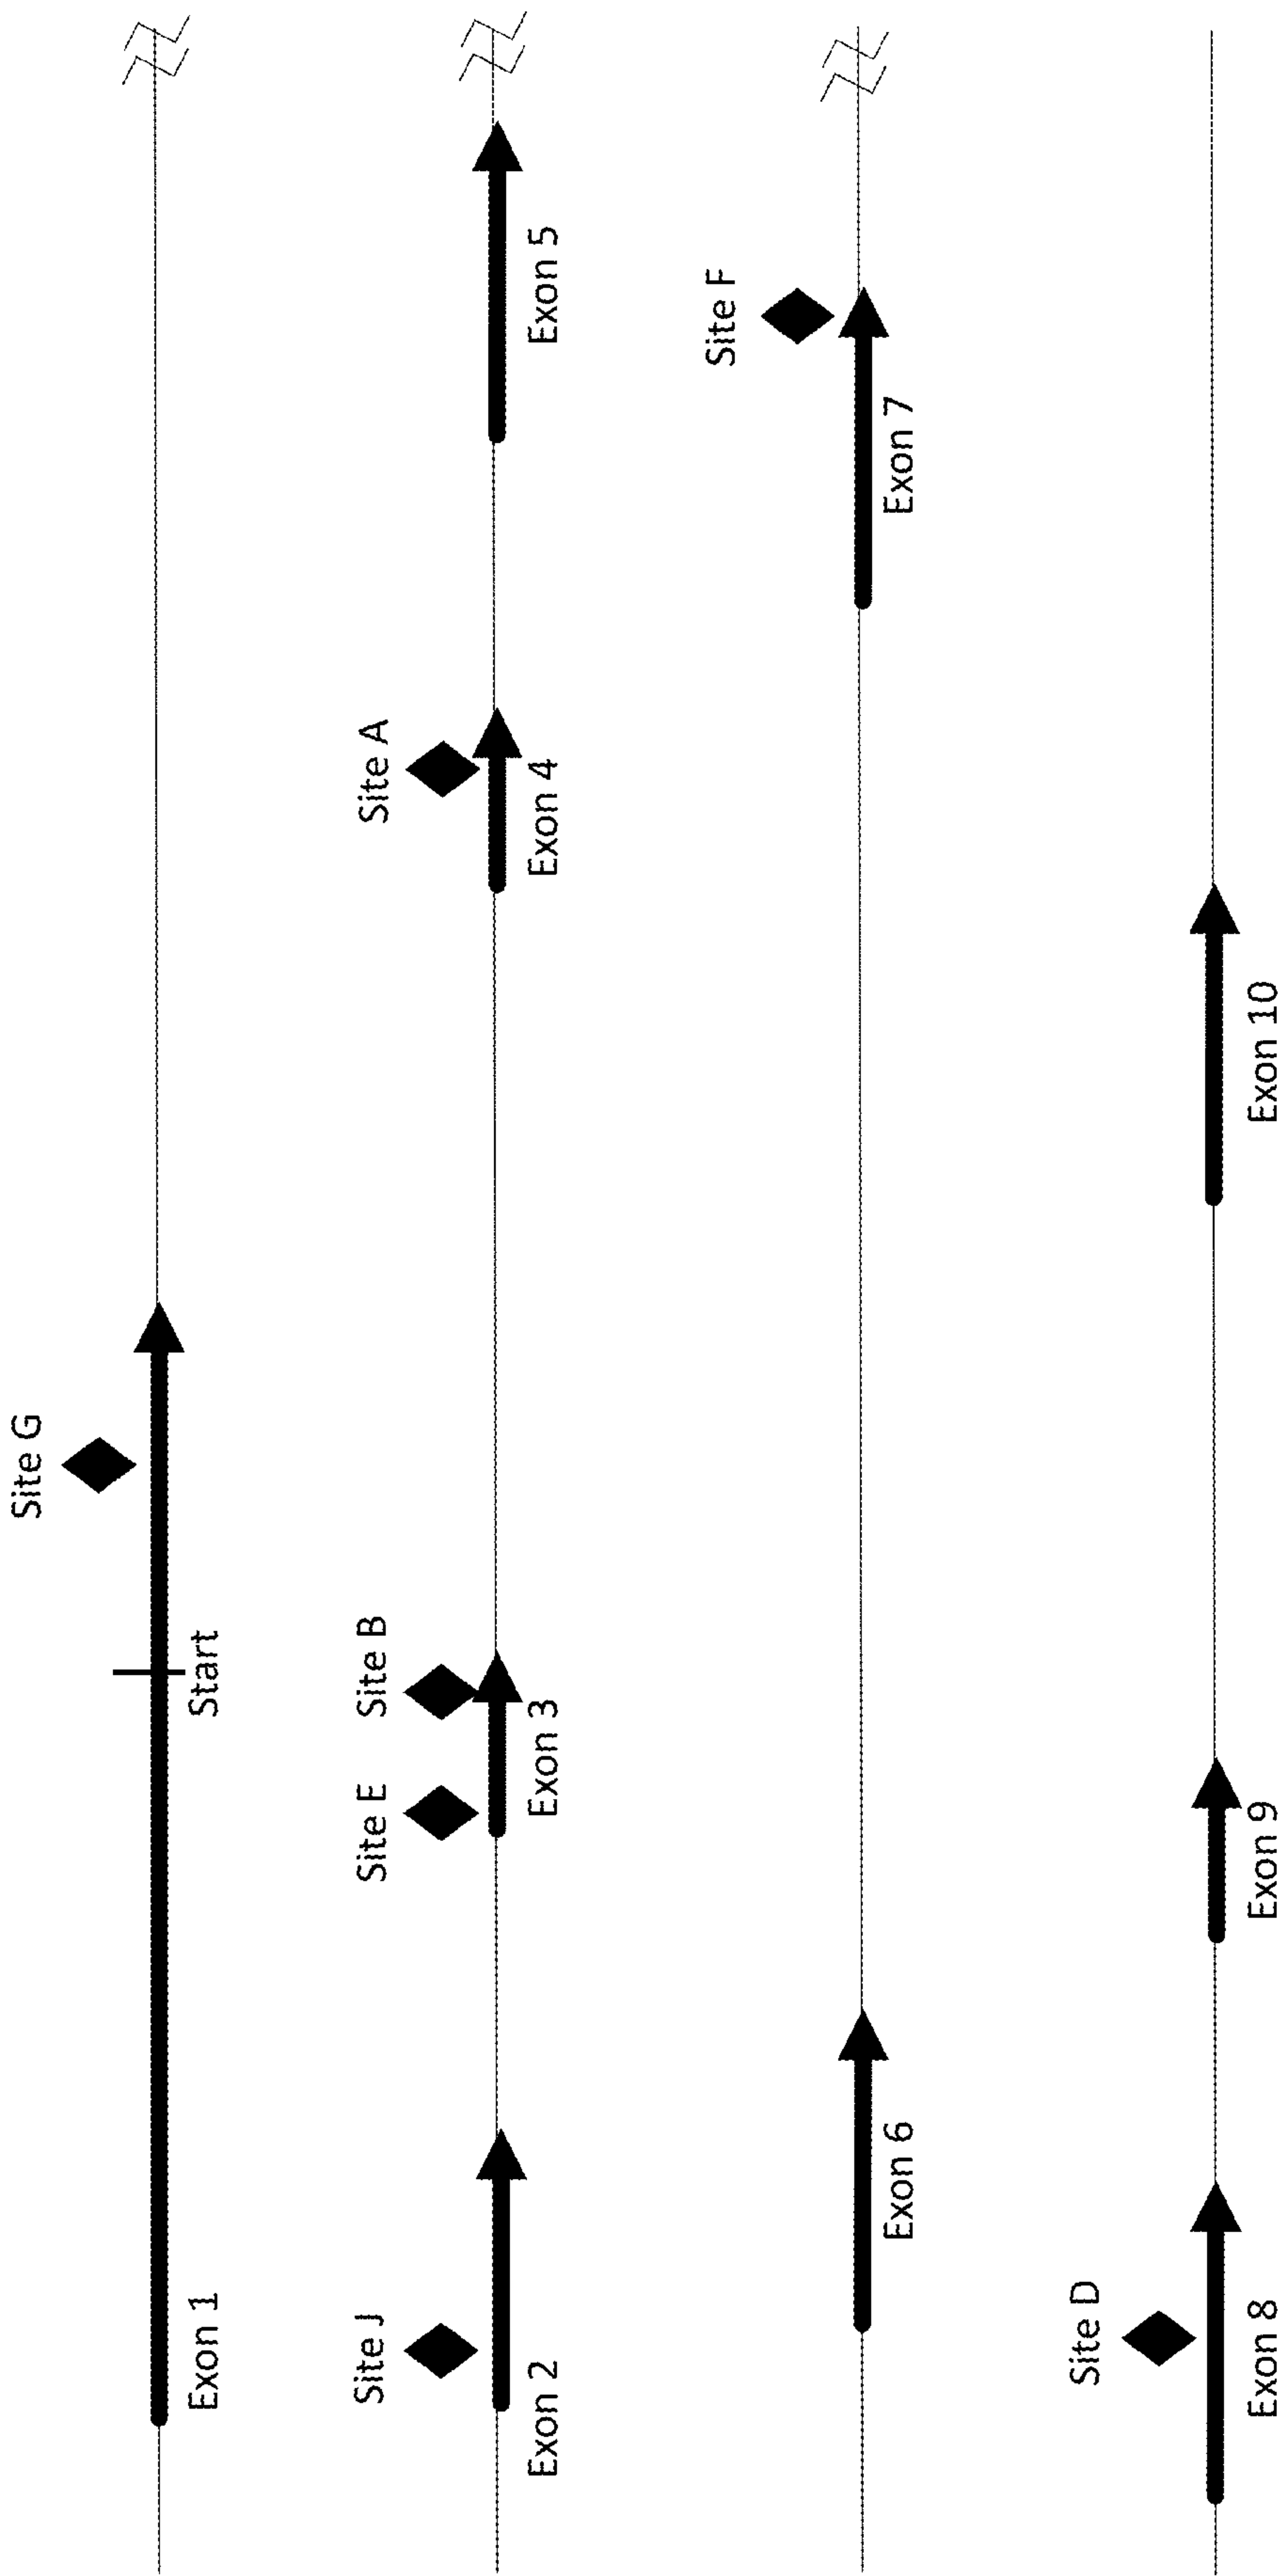 Site G
Exon 1
Start
Site J
Site E
Site B
Site A
Exon 2
Exon 3
Exon 4
Exon 5
Site F
Exon 6
Exon 7
Site D
Exon 8
Exon 9
Exon 10